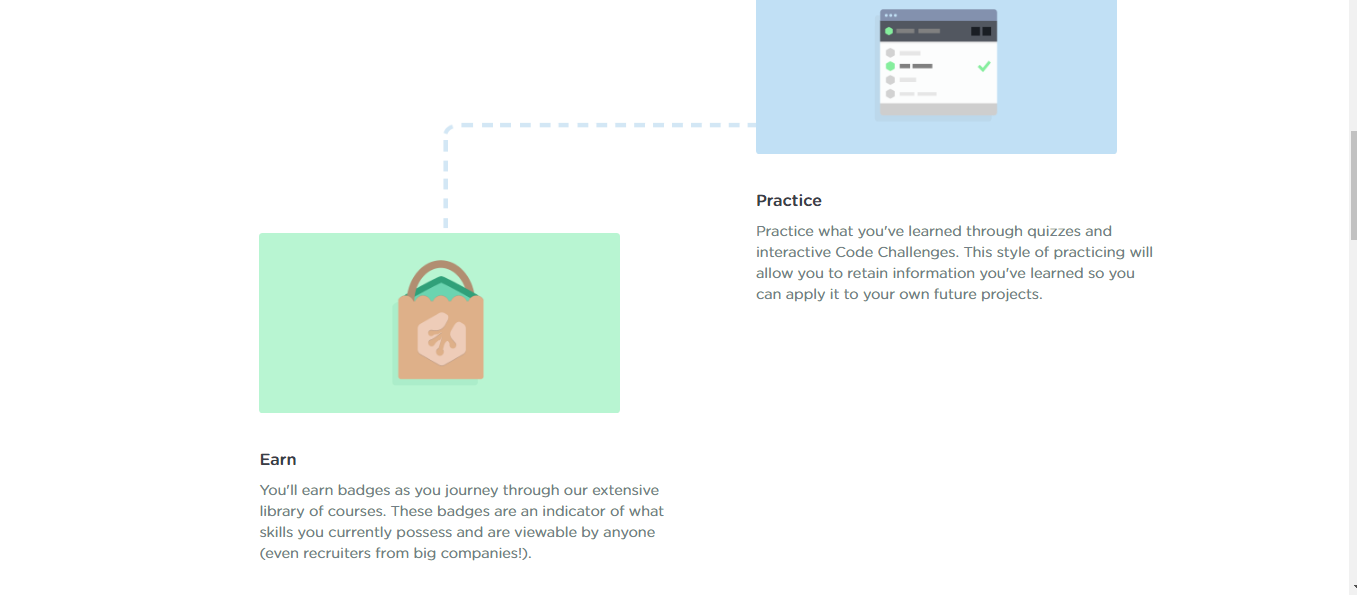 Practice
Practice what you've learned through quizzes and
interactive Code Challenges. This style of practicing will
allow you to retain information you've learned so you
can apply it to your own future projects.
Earn
You'll earn badges as you journey through our extensive
library of courses. These badges are an indicator of what
skills you currently possess and are viewable by anyone
(even recruiters from big companies!).